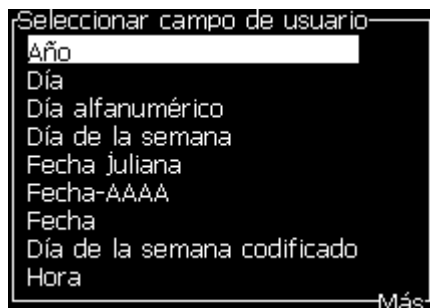 Seleccionar campo de usuario
Año
Día
Día alfanumérico
Día de la semana
Fecha juliana
Fecha-AAAA
Fecha
Día de la semana codificado
Hora
Más